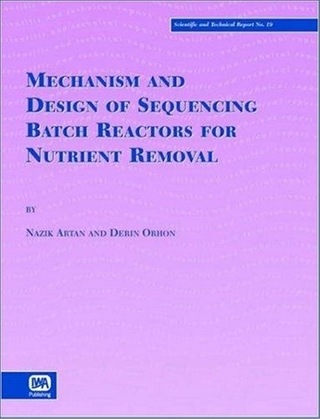 Scientific and Technical Report No. 19
MECHANISM AND
DESIGN OF SEQUENCING
BATCH REACTORS FOR
NUTRIENT REMOVAL
BY
NAZIK ARTAN AND DERIN ORHON
IWA
Publishing